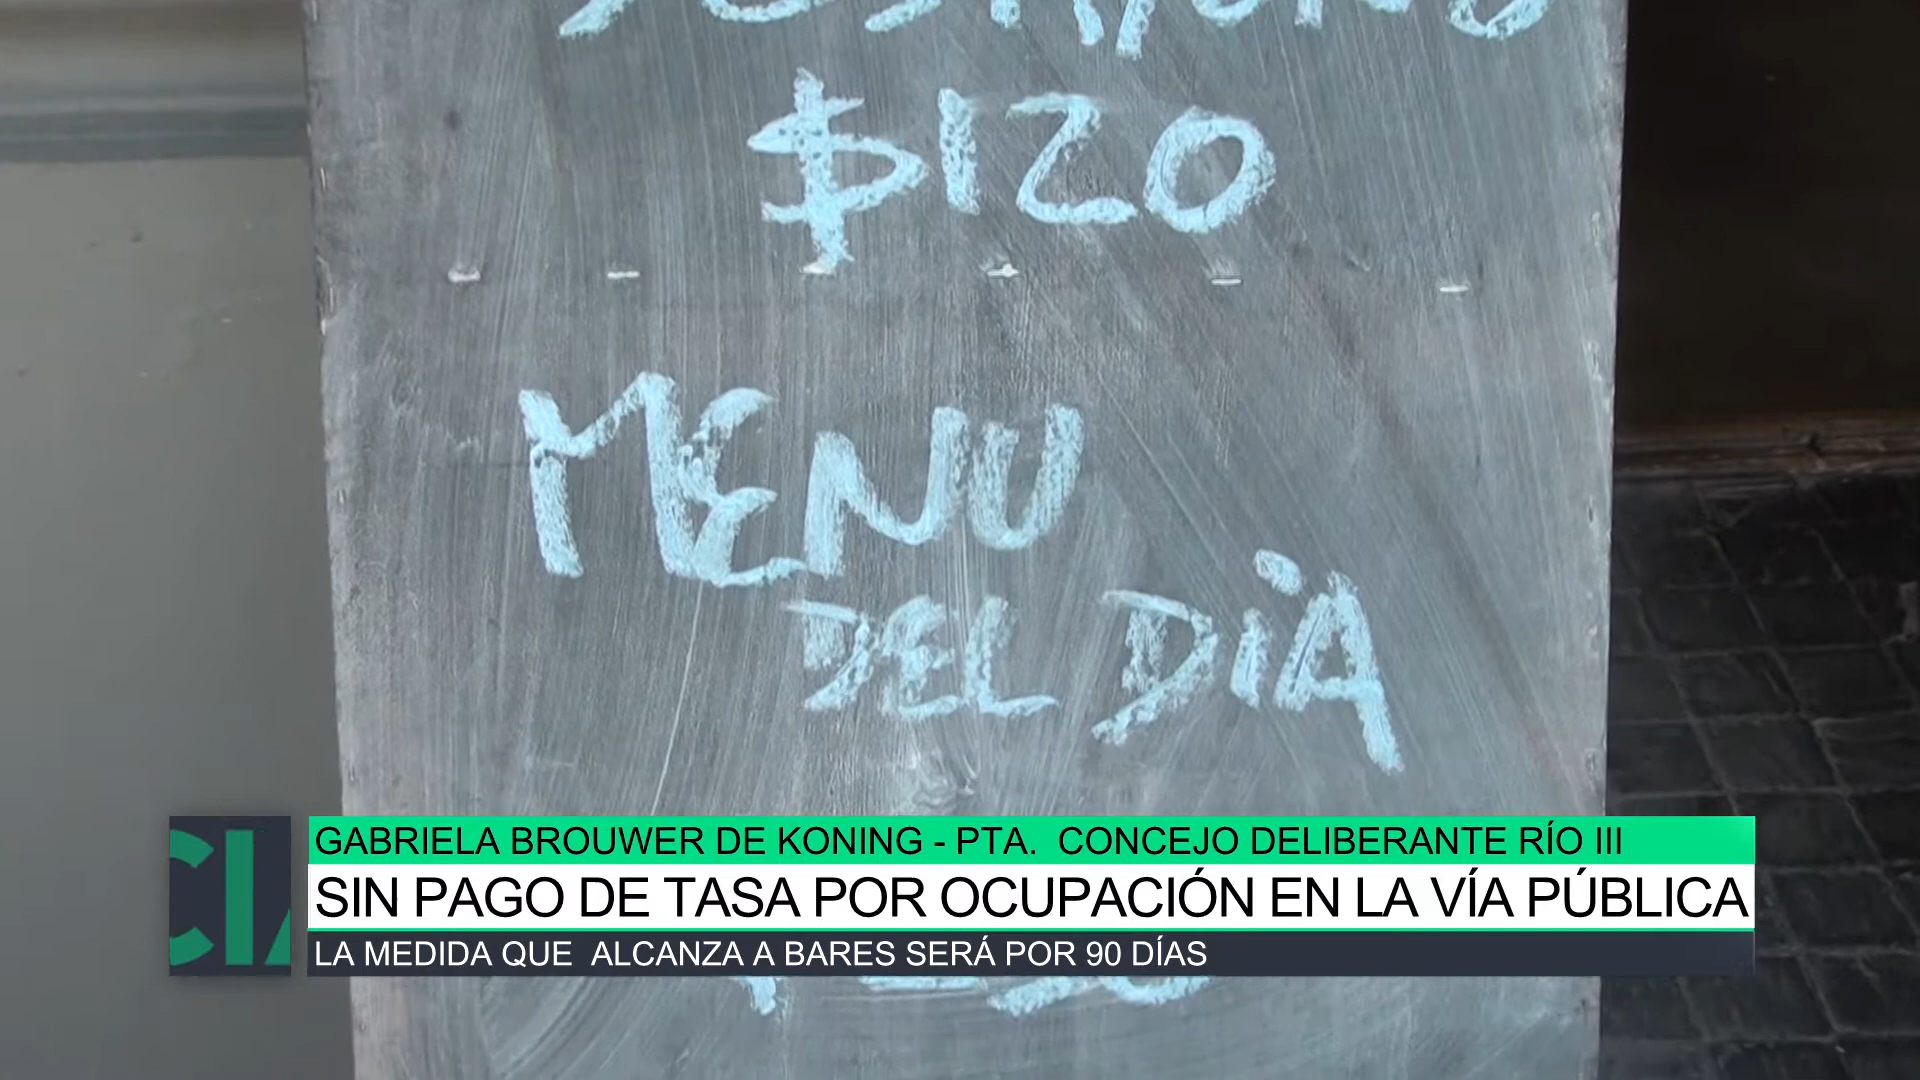 $120
MENU
DEL DÍA
GABRIELA BROUWER DE KONING - PTA. CONCEJO DELIBERANTE RÍO III
SIN PAGO DE TASA POR OCUPACIÓN EN LA VÍA PÚBLICA
LA MEDIDA QUE ALCANZA A BARES SERÁ POR 90 DÍAS